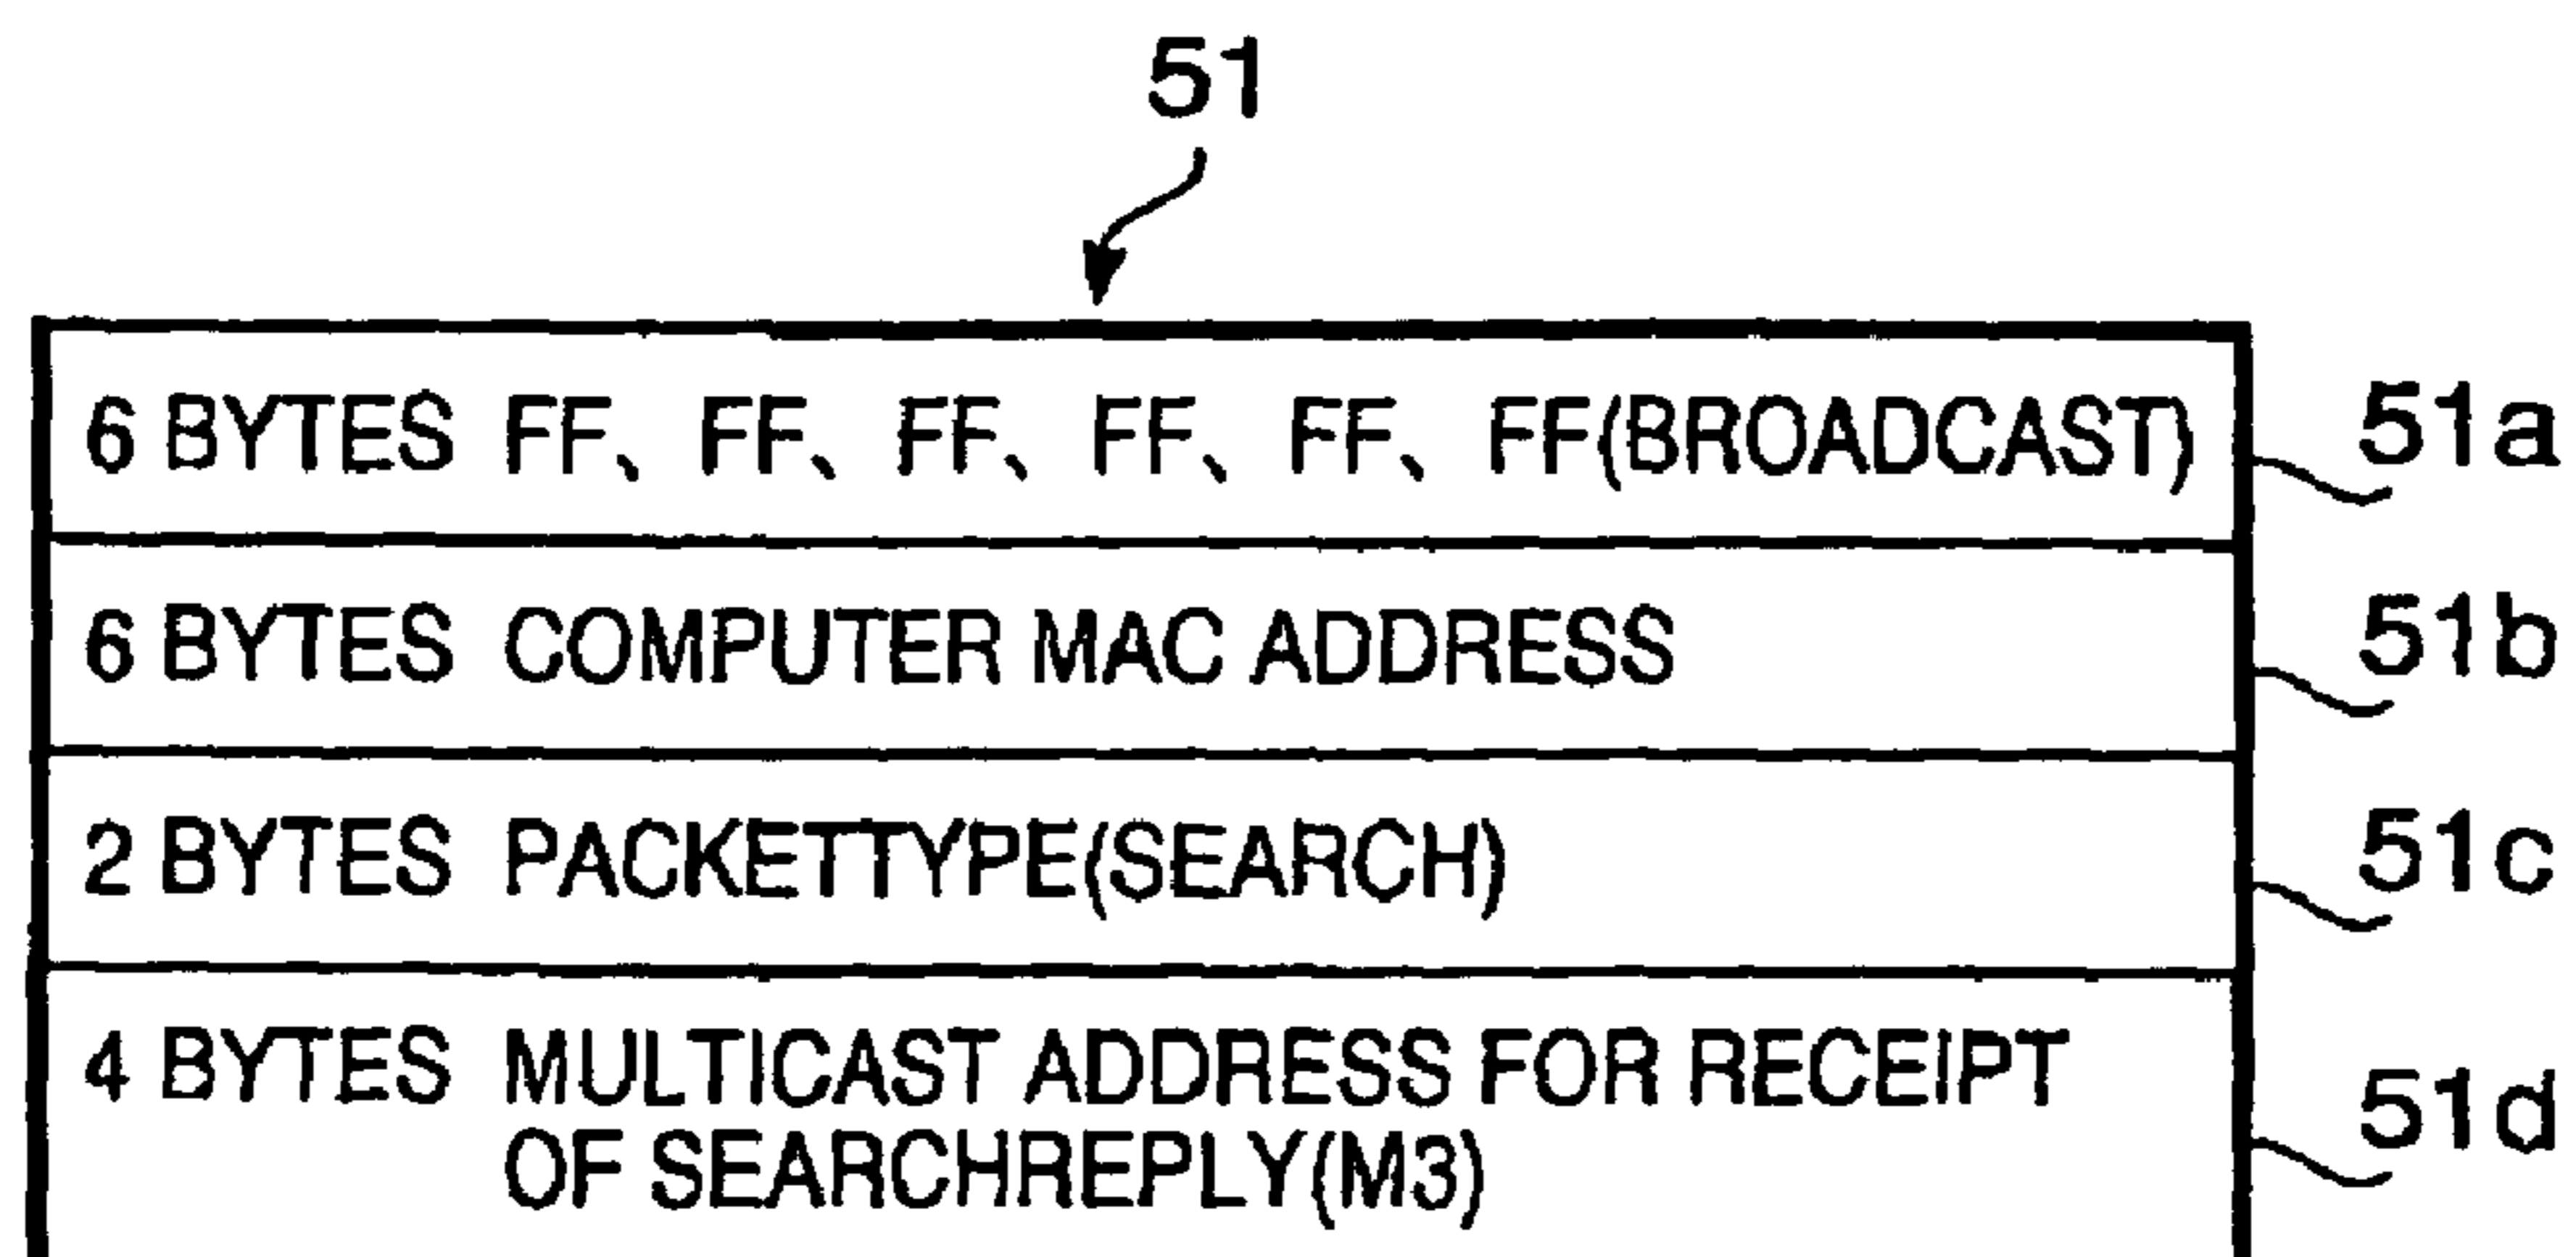 51
6 BYTES FF、FF、FF、FF、FF、FF(BROADCAST) 51a
6 BYTES COMPUTER MAC ADDRESS 51b
2 BYTES PACKETTYPE(SEARCH) 51c
4 BYTES MULTICAST ADDRESS FOR RECEIPT
OF SEARCHREPLY(M3) 51d